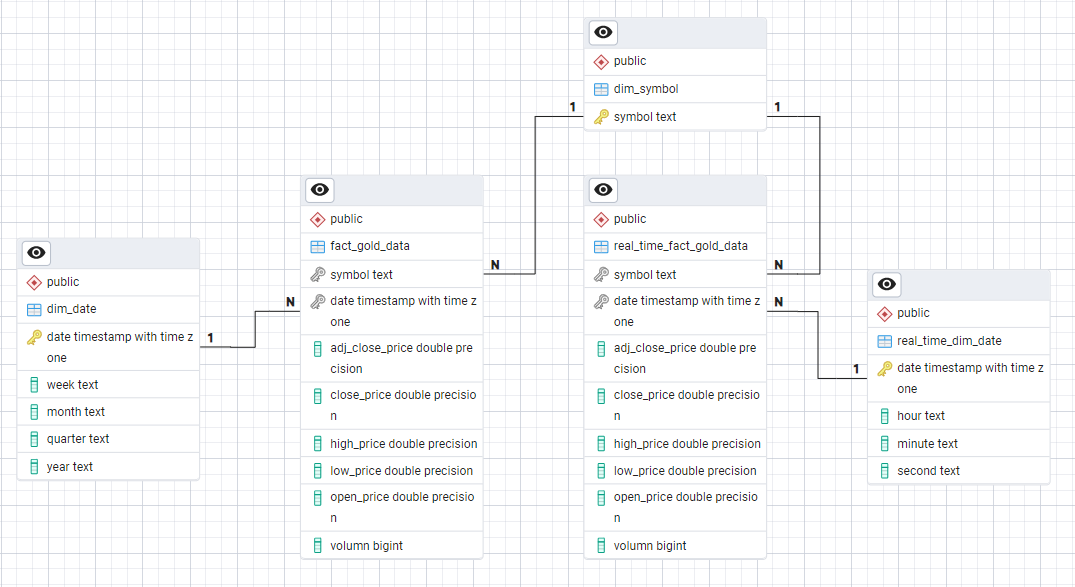 public
dim_symbol
1
1
symbol text
public
fact_gold_data
N
symbol text
N
date timestamp with time z
one
adj_close_price double pre
cision
close_price double precisio
n
high_price double precision
low_price double precision
open_price double precisio
n
volumn bigint
public
real_time_fact_gold_data
N
symbol text
N
date timestamp with time z
one
adj_close_price double pre
cision
close_price double precisio
n
high_price double precision
low_price double precision
open_price double precisio
n
volumn bigint
public
dim_date
1
date timestamp with time z
one
week text
month text
quarter text
year text
public
real_time_dim_date
1
date timestamp with time z
one
hour text
minute text
second text